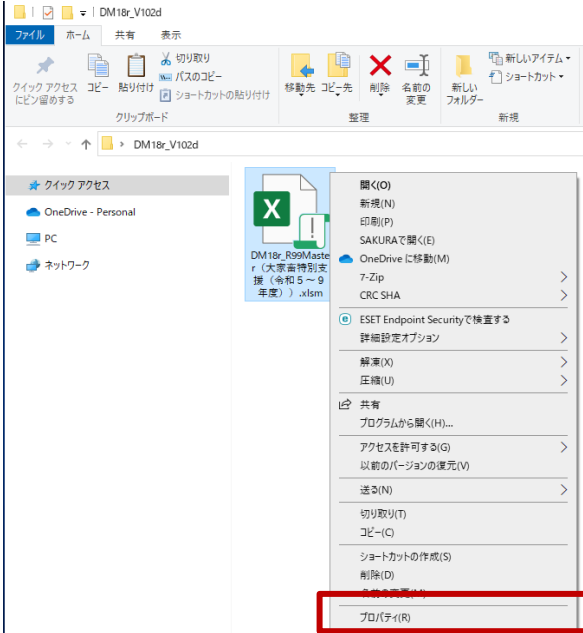 DM18r_V102d
ファイル ホーム 共有 表示
クイック アクセス
にピン留めする
コピー
貼り付け
切り取り
パスのコピー
ショートカットの貼り付け
クリップボード
移動先 コピー先
削除
名前の
変更
整理
新しい
フォルダー
新しいアイテム
ショートカット
新規
DM18r_V102d
クイック アクセス
OneDrive - Personal
PC
ネットワーク
DM18r_R99Maste
r（大家畜特別支
援（令和５～９
年度））.xlsm
開く(O)
新規(N)
印刷(P)
SAKURAで開く(E)
OneDrive に移動(M)
7-Zip
CRC SHA
ESET Endpoint Securityで検査する
詳細設定オプション
解凍(X)
圧縮(U)
共有
プログラムから開く(H)...
アクセスを許可する(G)
以前のバージョンの復元(V)
送る(N)
切り取り(T)
コピー(C)
ショートカットの作成(S)
削除(D)
名前の変更(M)
プロパティ(R)